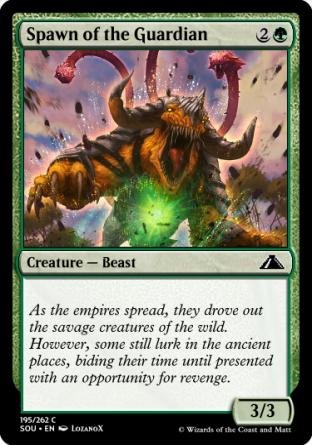 Spawn of the Guardian 2
Creature — Beast
As the empires spread, they drove out
the savage creatures of the wild.
However, some still lurk in the ancient
places, biding their time until presented
with an opportunity for revenge.
3/3
195/262 C
SOU • EN LozanoX
™ & © Wizards of the Coast and Matt